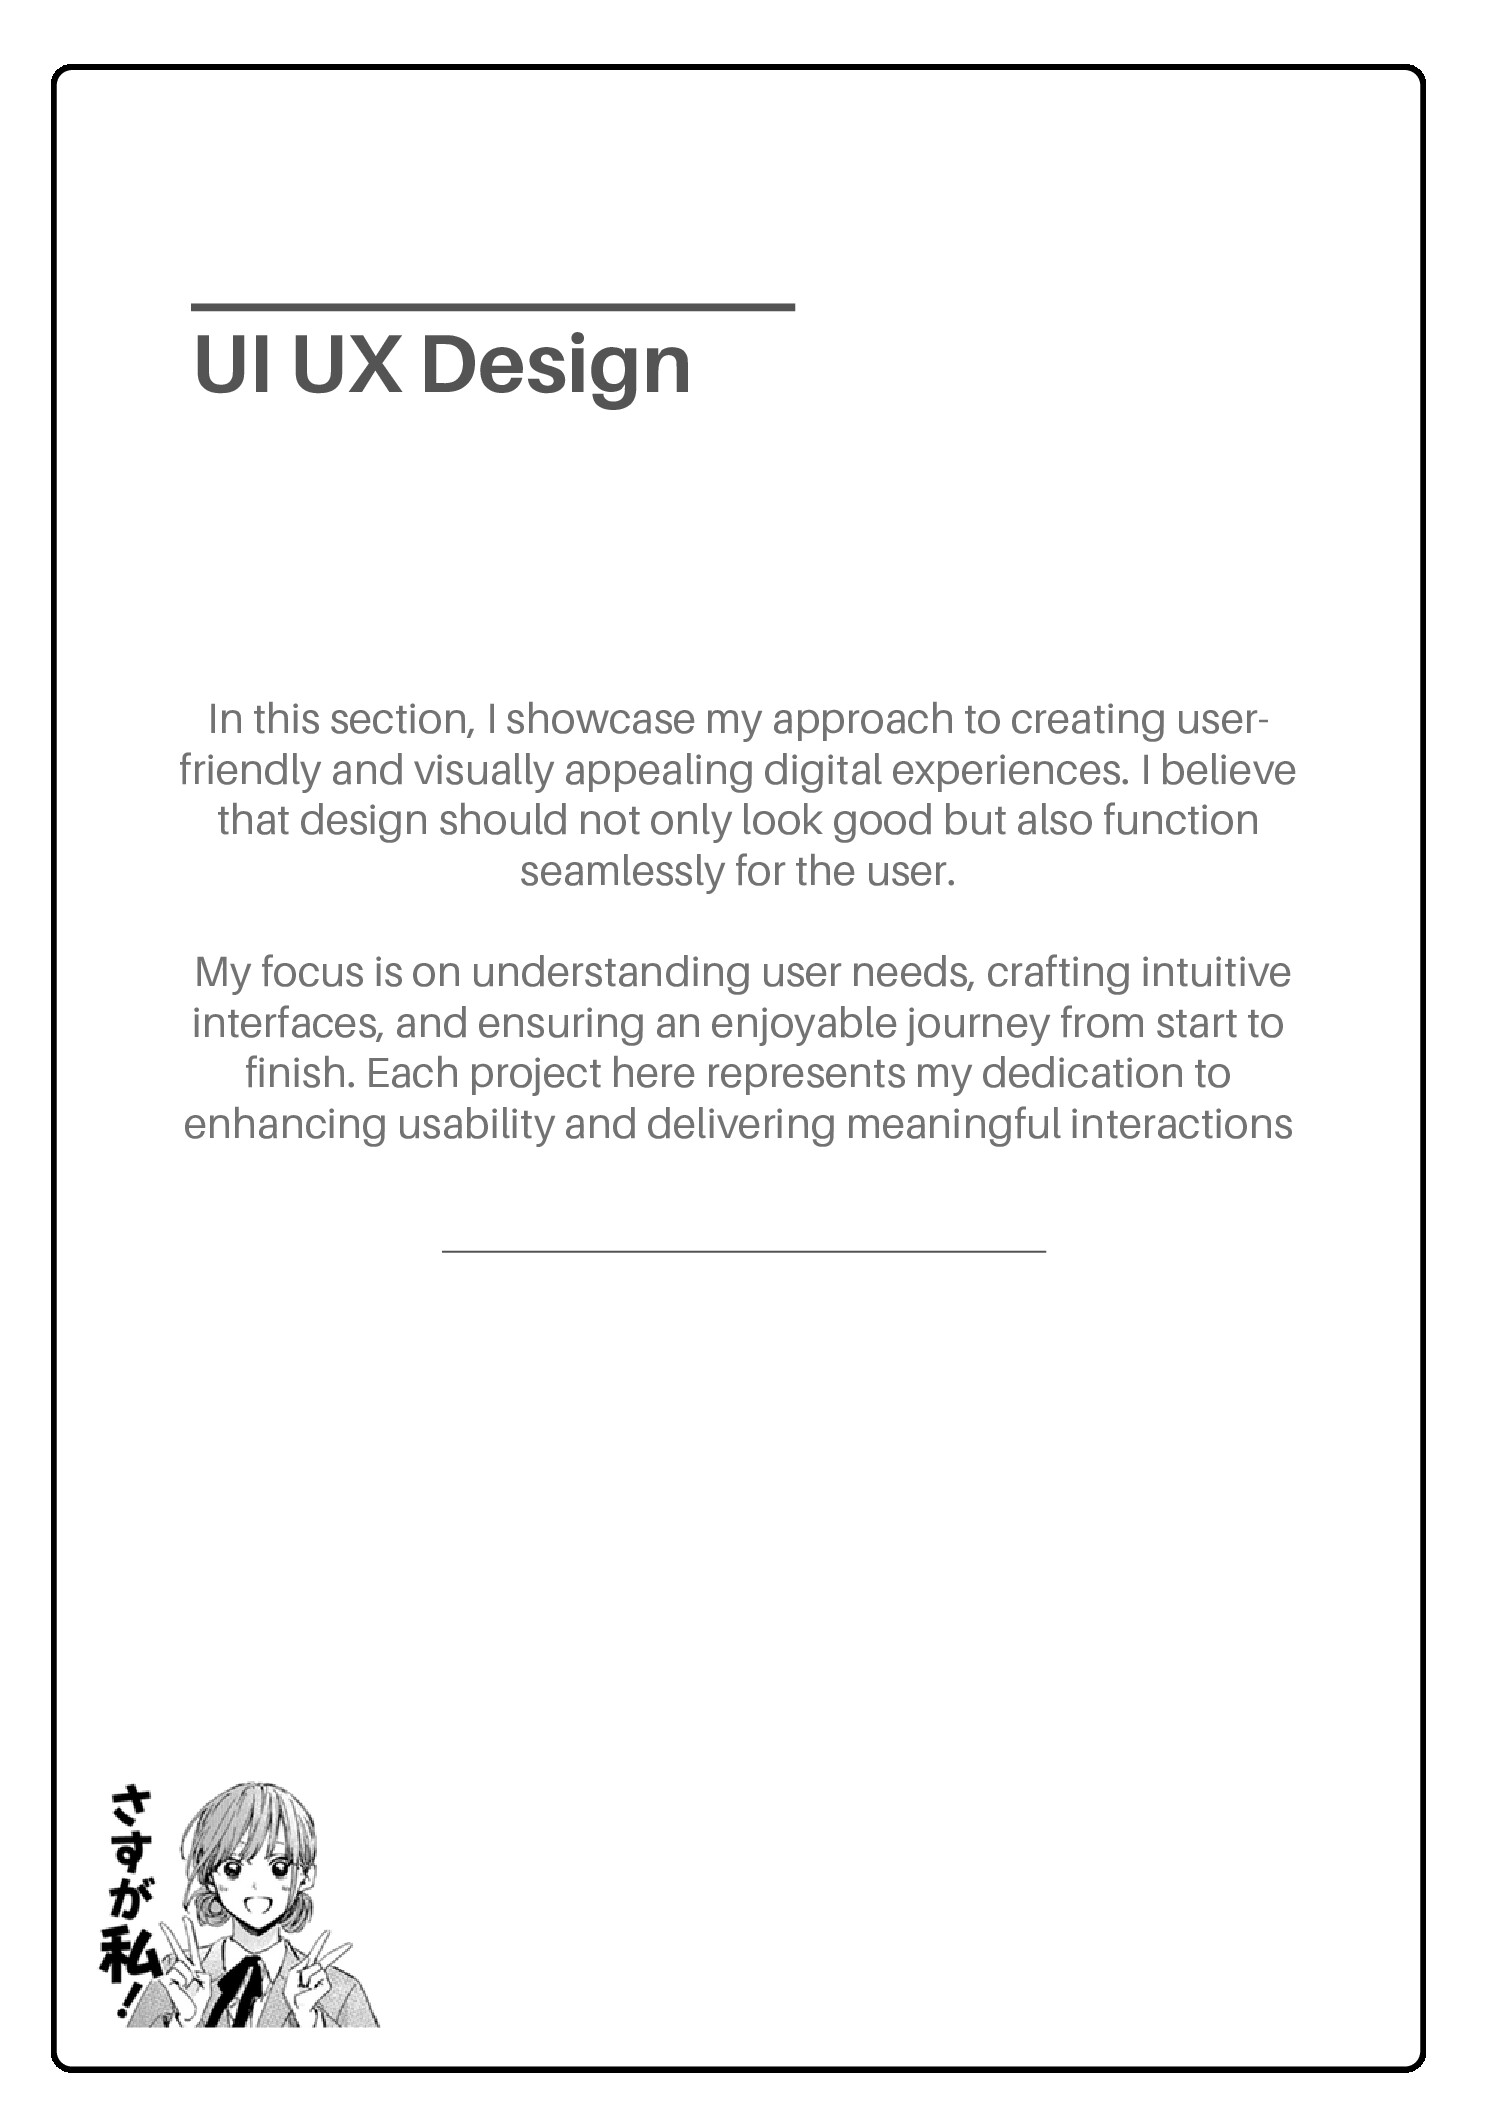 UI UX Design
In this section, I showcase my approach to creating user-
friendly and visually appealing digital experiences. I believe
that design should not only look good but also function
seamlessly for the user.
My focus is on understanding user needs, crafting intuitive
interfaces, and ensuring an enjoyable journey from start to
finish. Each project here represents my dedication to
enhancing usability and delivering meaningful interactions
さすが私!